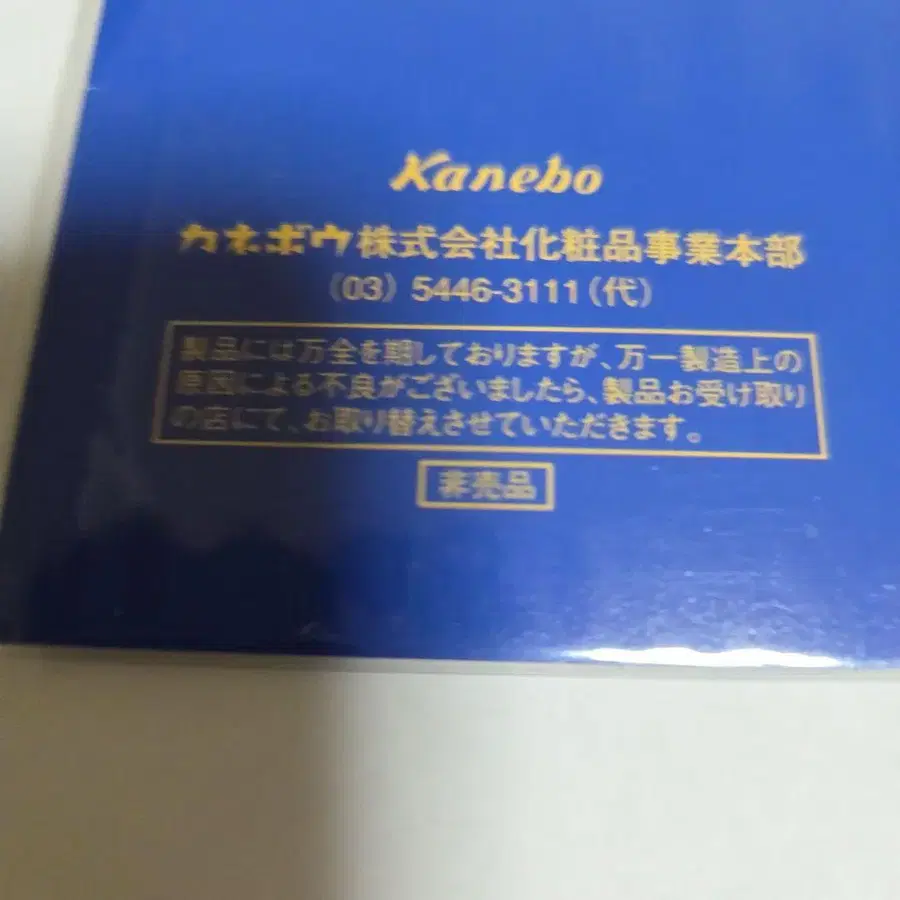 Kanebo
カネボウ株式会社化粧品事業本部
(03) 5446-3111(代)
製品には万全を期しておりますが、万一製造上の
原因による不良がございましたら、製品お受け取り
の店にて、お取り替えさせていただきます。
非売品